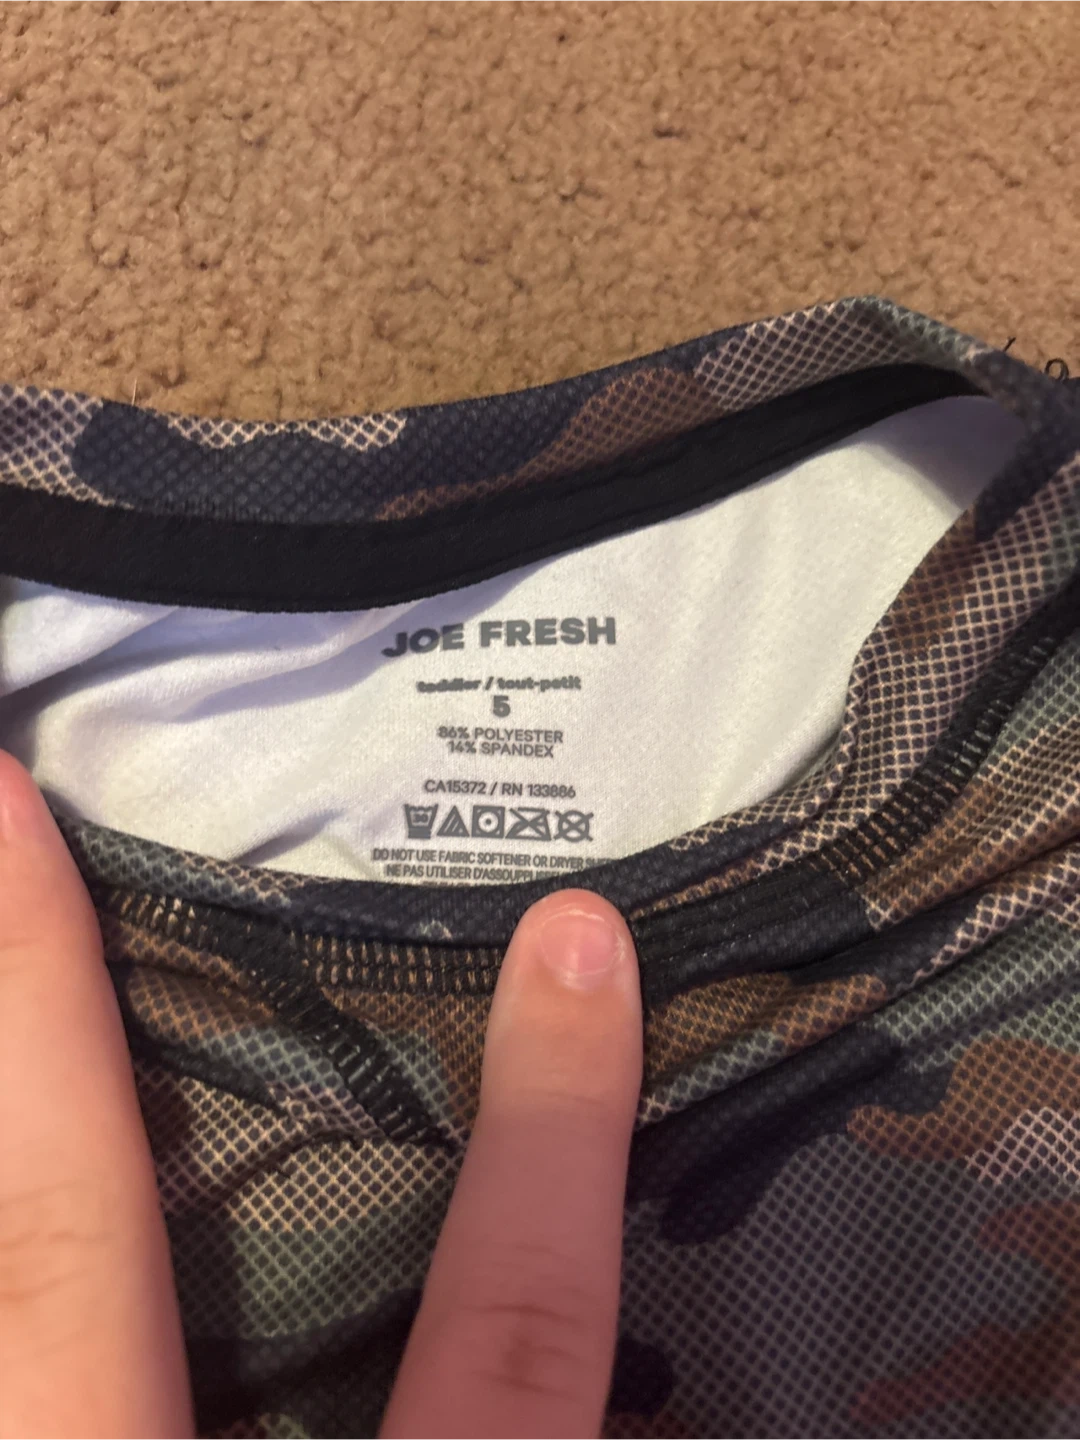 JOE FRESH
toddler / tout-petit
5
86% POLYESTER
14% SPANDEX
CA15372 / RN 133886
30
DO NOT USE FABRIC SOFTENER OR DRYER
NE PAS UTILISER